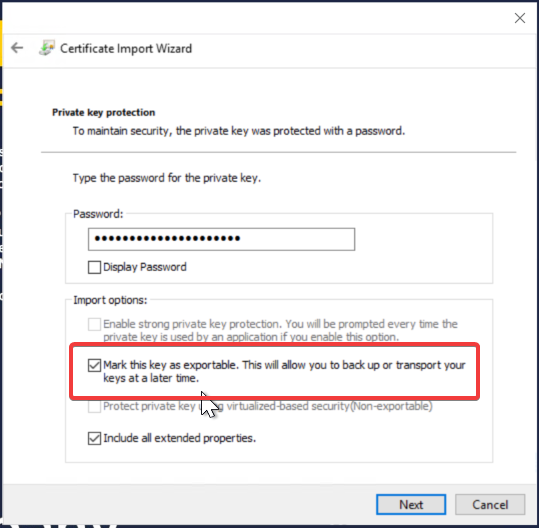 Certificate Import Wizard
Private key protection
To maintain security, the private key was protected with a password.
Type the password for the private key.
Password:
•••••••••••••••••••••
Display Password
Import options:
Enable strong private key protection. You will be prompted every time the
private key is used by an application if you enable this option.
Mark this key as exportable. This will allow you to back up or transport your
keys at a later time.
Protect private key using virtualized-based security(Non-exportable)
Include all extended properties.
Next
Cancel